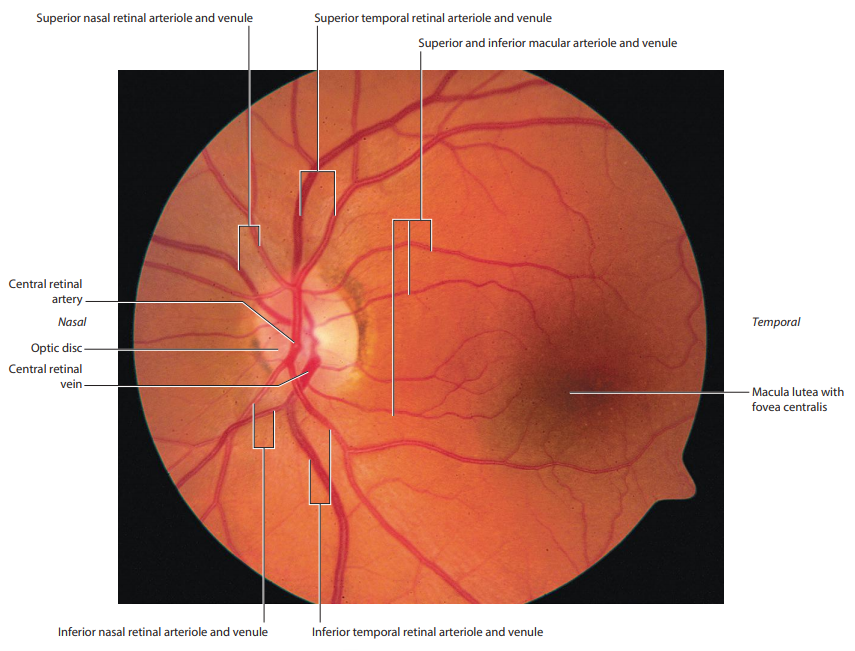 Superior nasal retinal arteriole and venule
Superior temporal retinal arteriole and venule
Superior and inferior macular arteriole and venule
Central retinal
artery
Nasal
Temporal
Optic disc
Central retinal
vein
Macula lutea with
fovea centralis
Inferior nasal retinal arteriole and venule
Inferior temporal retinal arteriole and venule